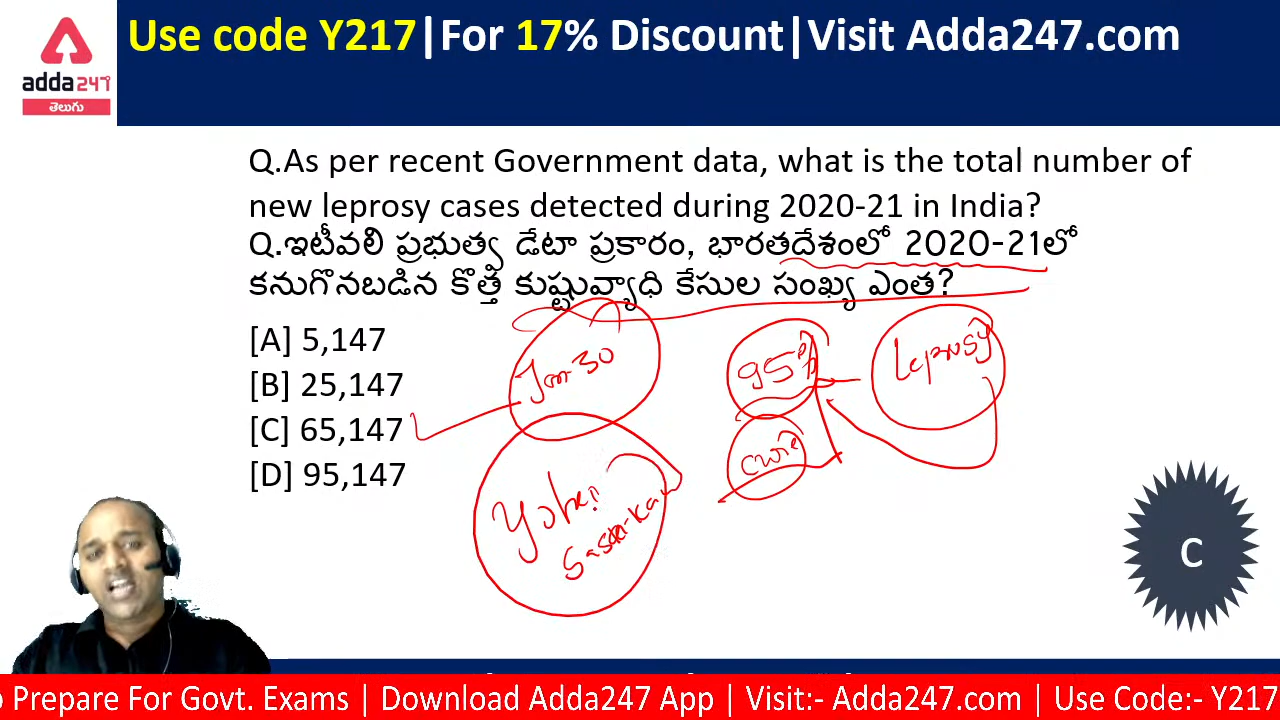 Use code Y217|For 17% Discount|Visit Adda247.com
adda247
తెలుగు
Q.As per recent Government data, what is the total number of
new leprosy cases detected during 2020-21 in India?
Q.ఇటీవలి ప్రభుత్వ డేటా ప్రకారం, భారతదేశంలో 2020-21లో
కనుగొనబడిన కొత్త కుష్టువ్యాధి కేసుల సంఖ్య ఎంత?
[A] 5,147
[B] 25,147
[C] 65,147
[D] 95,147
Jan 30
95%
Leprosy
Yohei
Sasakawa
C
Prepare For Govt. Exams | Download Adda247 App | Visit:- Adda247.com | Use Code:- Y217